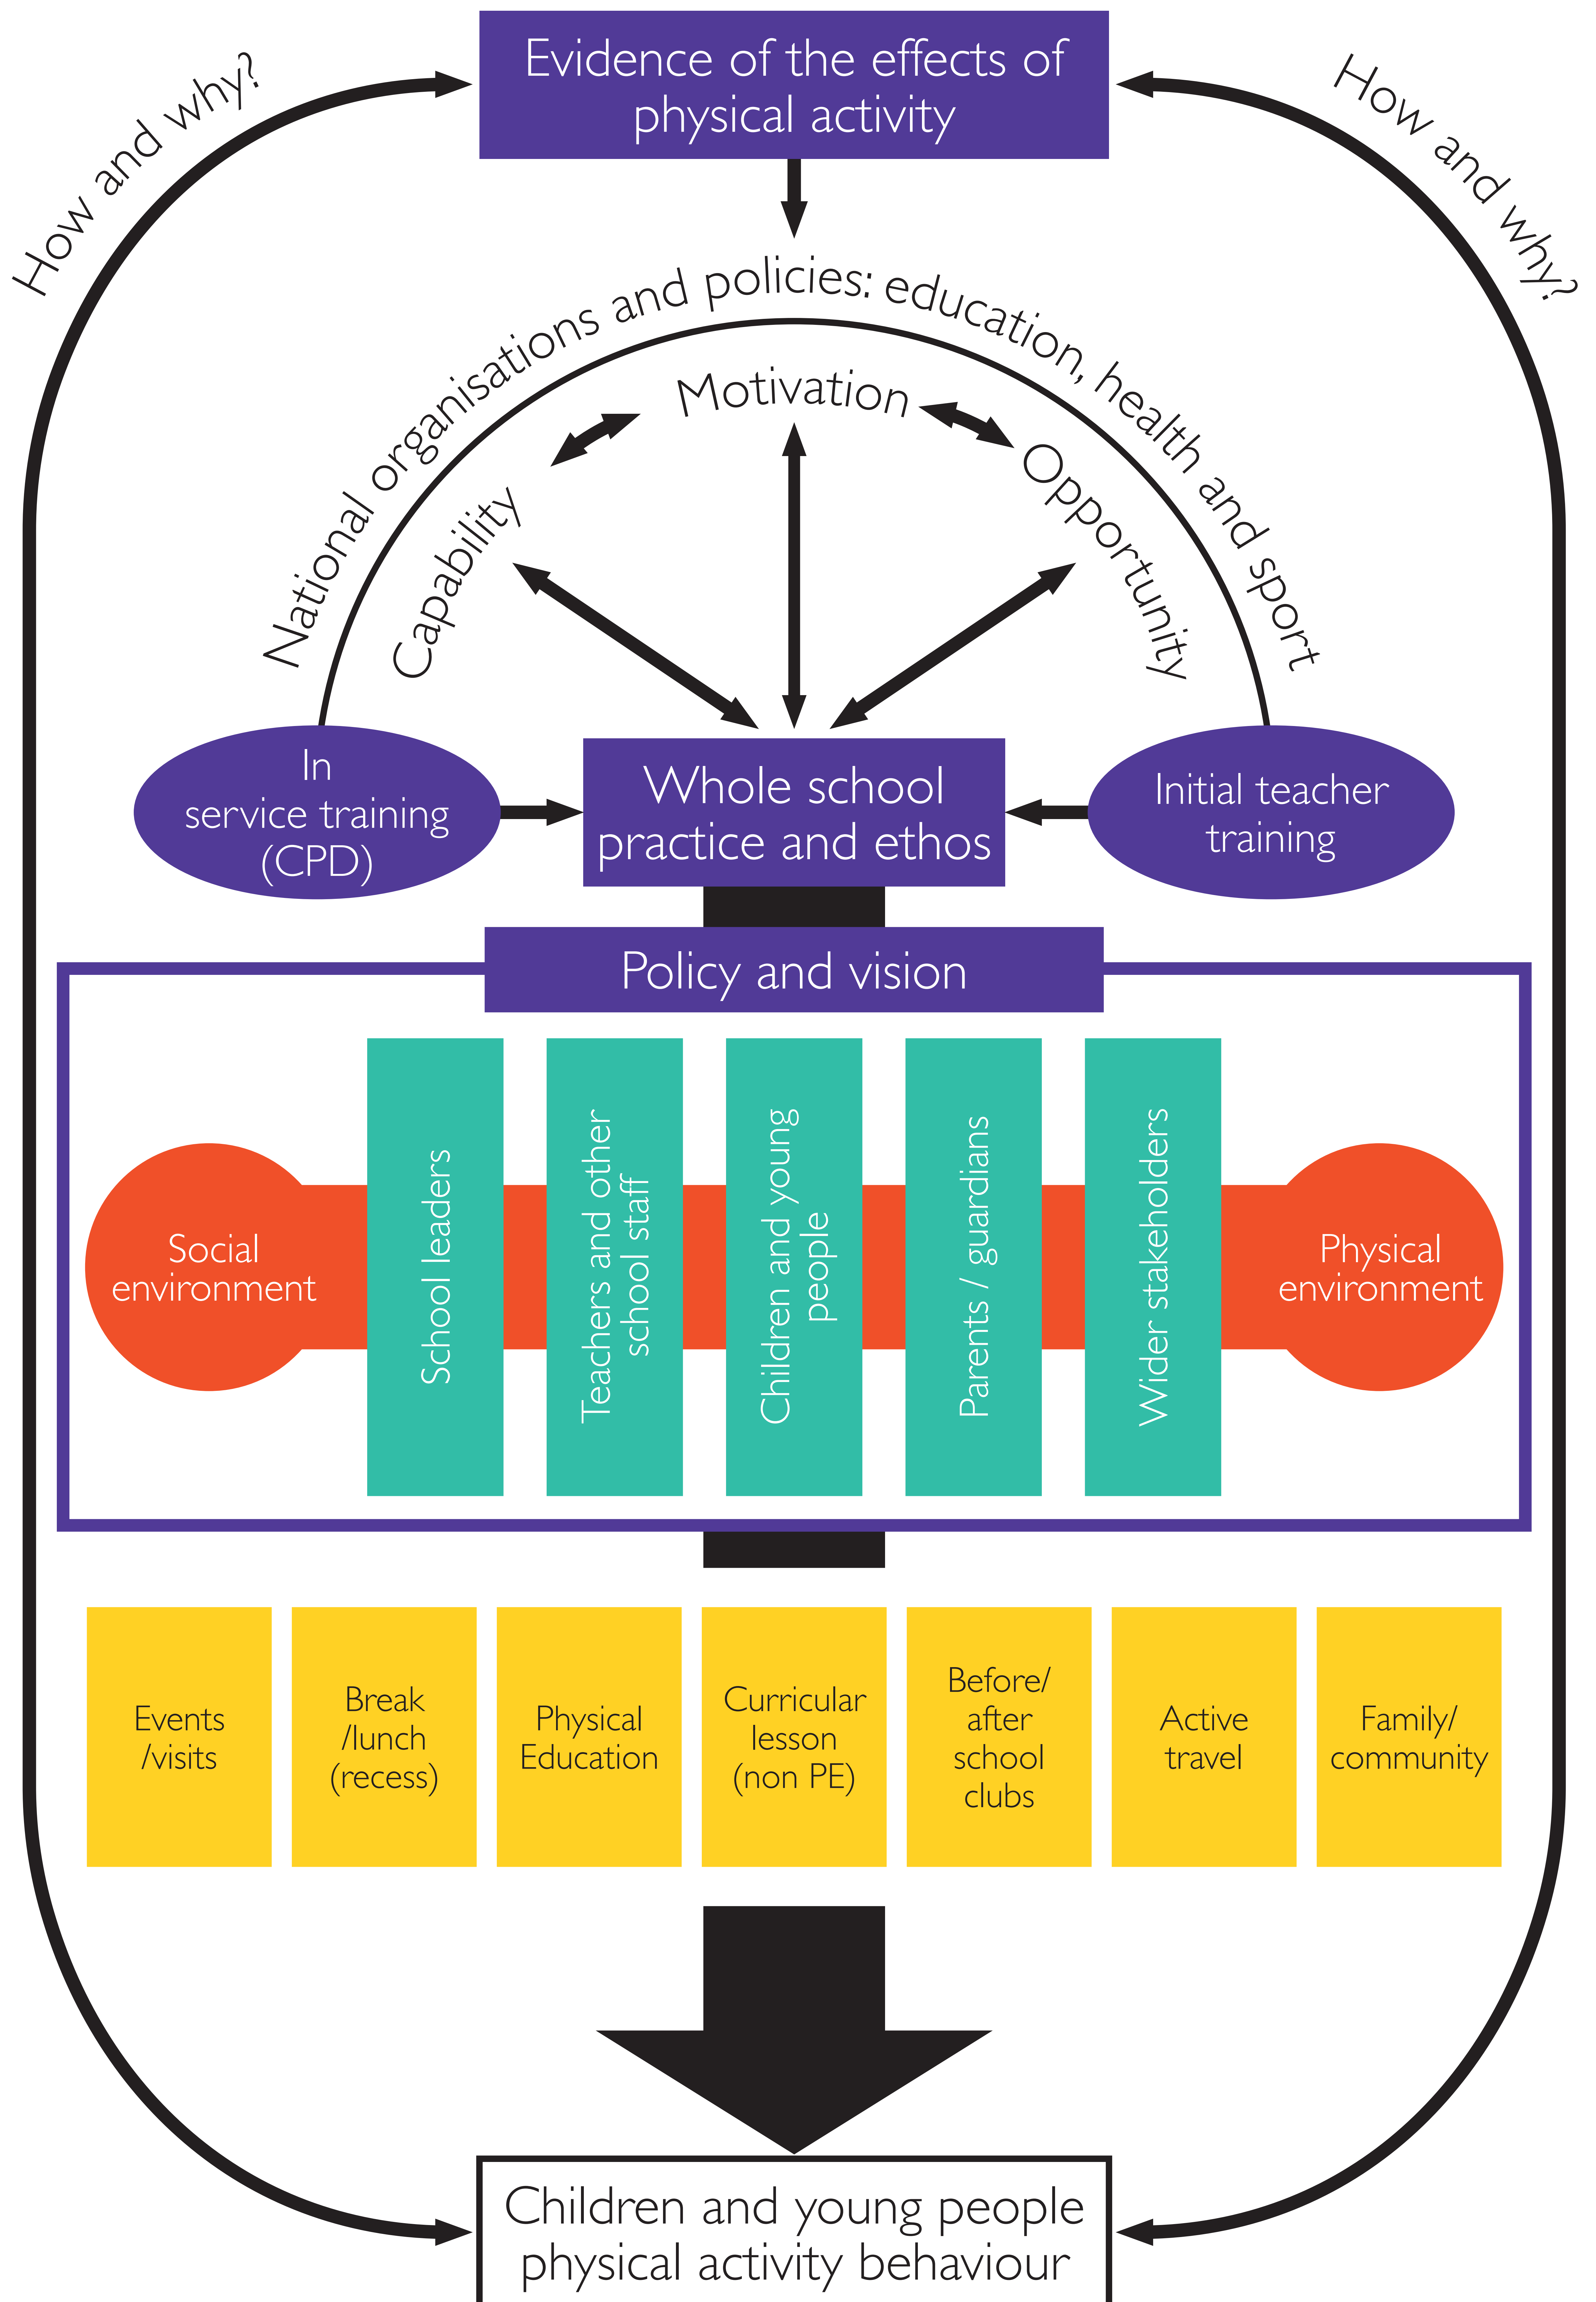 Evidence of the effects of
physical activity
How and why?
How and why?
National organisations and policies: education, health and sport
Motivation
Capability
Opportunity
In
service training
(CPD)
Whole school
practice and ethos
Initial teacher
training
Policy and vision
Social
environment
School leaders
Teachers and other
school staff
Children and young
people
Parents / guardians
Wider stakeholders
Physical
environment
Events
/visits
Break
/lunch
(recess)
Physical
Education
Curricular
lesson
(non PE)
Before/
after
school
clubs
Active
travel
Family/
community
Children and young people
physical activity behaviour